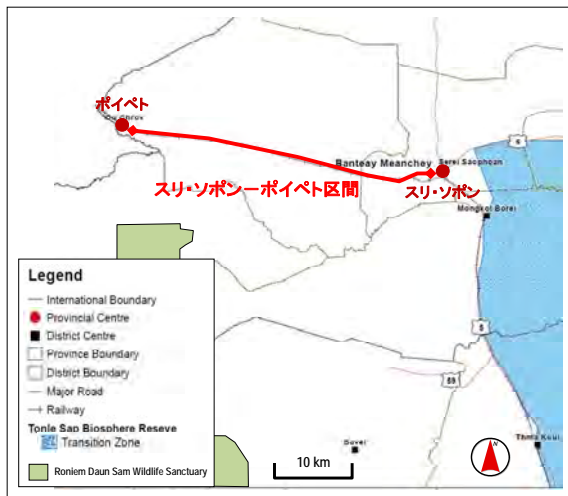 ポイペト
Ou Chrov
6
Banteay Meanchey
Serei Saophoan
スリ・ソポンーポイペト区間
スリ・ソポン
Mongkol Borei
Legend
International Boundary
Provincial Centre
District Centre
Province Boundary
District Boundary
Major Road
Railway
Tonle Sap Biosphere Reseve
Transition Zone
Roniem Daun Sam Wildlife Sanctuary
5
59
Bavel
Thma Koul
10 km
N